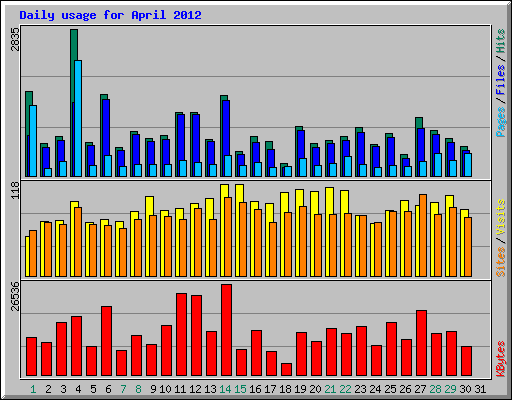 Daily usage for April 2012
2835
Pages / Files / Hits
118
Sites / Visits
26536
KBytes
1 2 3 4 5 6 7 8 9 10 11 12 13 14 15 16 17 18 19 20 21 22 23 24 25 26 27 28 29 30 31